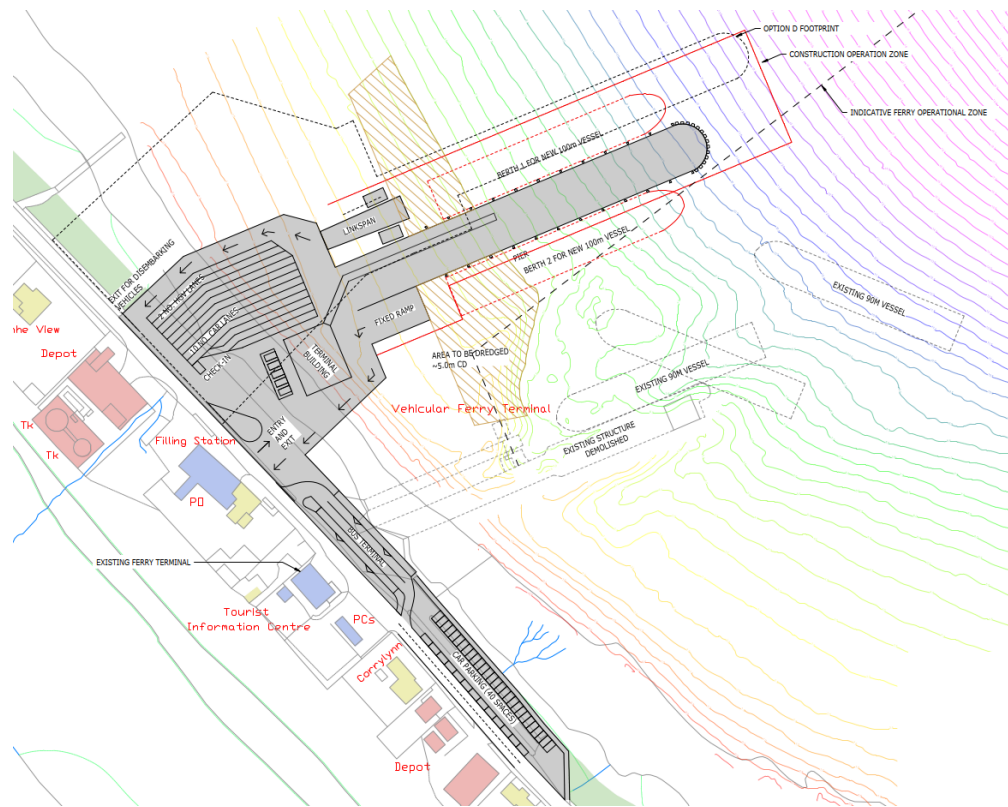 OPTION D FOOTPRINT
CONSTRUCTION OPERATION ZONE
INDICATIVE FERRY OPERATIONAL ZONE
BERTH 1 FOR NEW 100m VESSEL
LINKSPAN
PIER
BERTH 2 FOR NEW 100m VESSEL
EXISTING 90M VESSEL
EXIT FOR DISEMBARKING
VEHICLES
2 NO. HGV LANES
10 NO. CAR LANES
CHECK-IN
FIXED RAMP
TERMINAL
BUILDING
AREA TO BE DREDGED
~5.0m CD
EXISTING 90M VESSEL
Vehicular Ferry Terminal
EXISTING STRUCTURE
DEMOLISHED
ENTRY
AND
EXIT
nhe View
Depot
Tk
Tk
Filling Station
PO
BUS TERMINAL
EXISTING FERRY TERMINAL
Tourist
Information Centre
PCs
Corrylynn
CAR PARKING (40 SPACES)
Depot